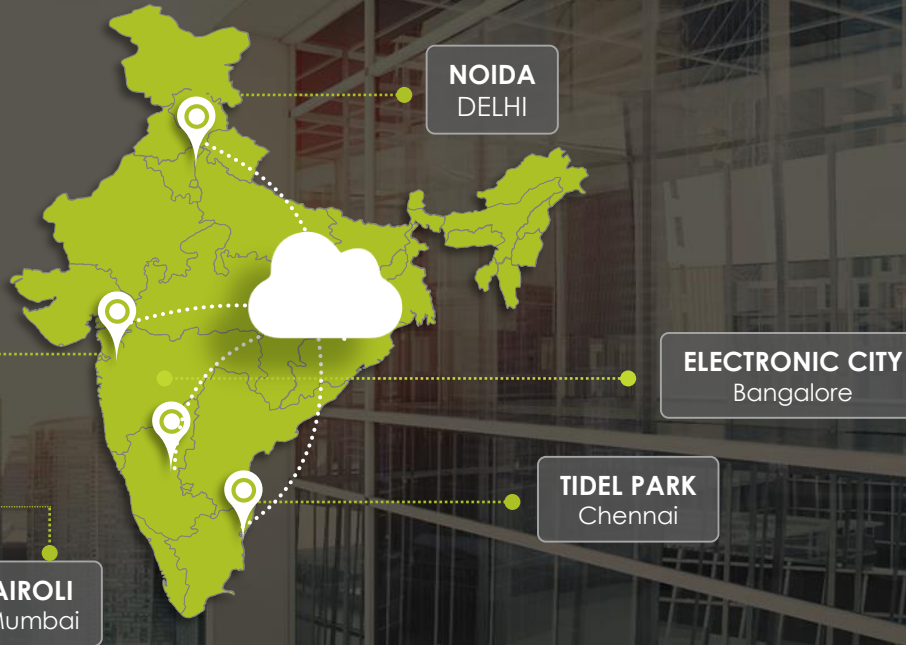 NOIDA
DELHI
ELECTRONIC CITY
Bangalore
TIDEL PARK
Chennai
AIROLI
Mumbai